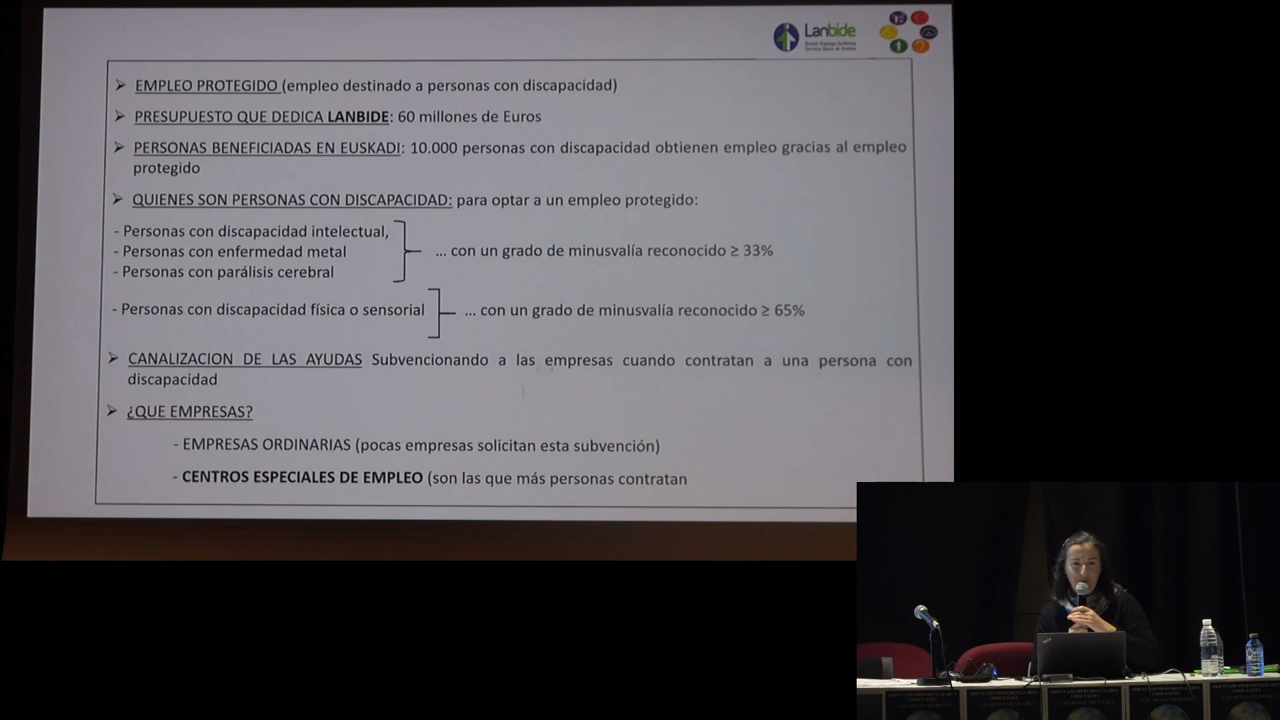 Lanbide
➢ EMPLEO PROTEGIDO (empleo destinado a personas con discapacidad)
➢ PRESUPUESTO QUE DEDICA LANBIDE: 60 millones de Euros
➢ PERSONAS BENEFICIADAS EN EUSKADI: 10.000 personas con discapacidad obtienen empleo gracias al empleo
protegido
➢ QUIENES SON PERSONAS CON DISCAPACIDAD: para optar a un empleo protegido:
- Personas con discapacidad intelectual,
- Personas con enfermedad metal
- Personas con parálisis cerebral
... con un grado de minusvalía reconocido ≥ 33%
- Personas con discapacidad física o sensorial
... con un grado de minusvalía reconocido ≥ 65%
➢ CANALIZACION DE LAS AYUDAS Subvencionando a las empresas cuando contratan a una persona con
discapacidad
➢ ¿QUE EMPRESAS?
- EMPRESAS ORDINARIAS (pocas empresas solicitan esta subvención)
- CENTROS ESPECIALES DE EMPLEO (son las que más personas contratan